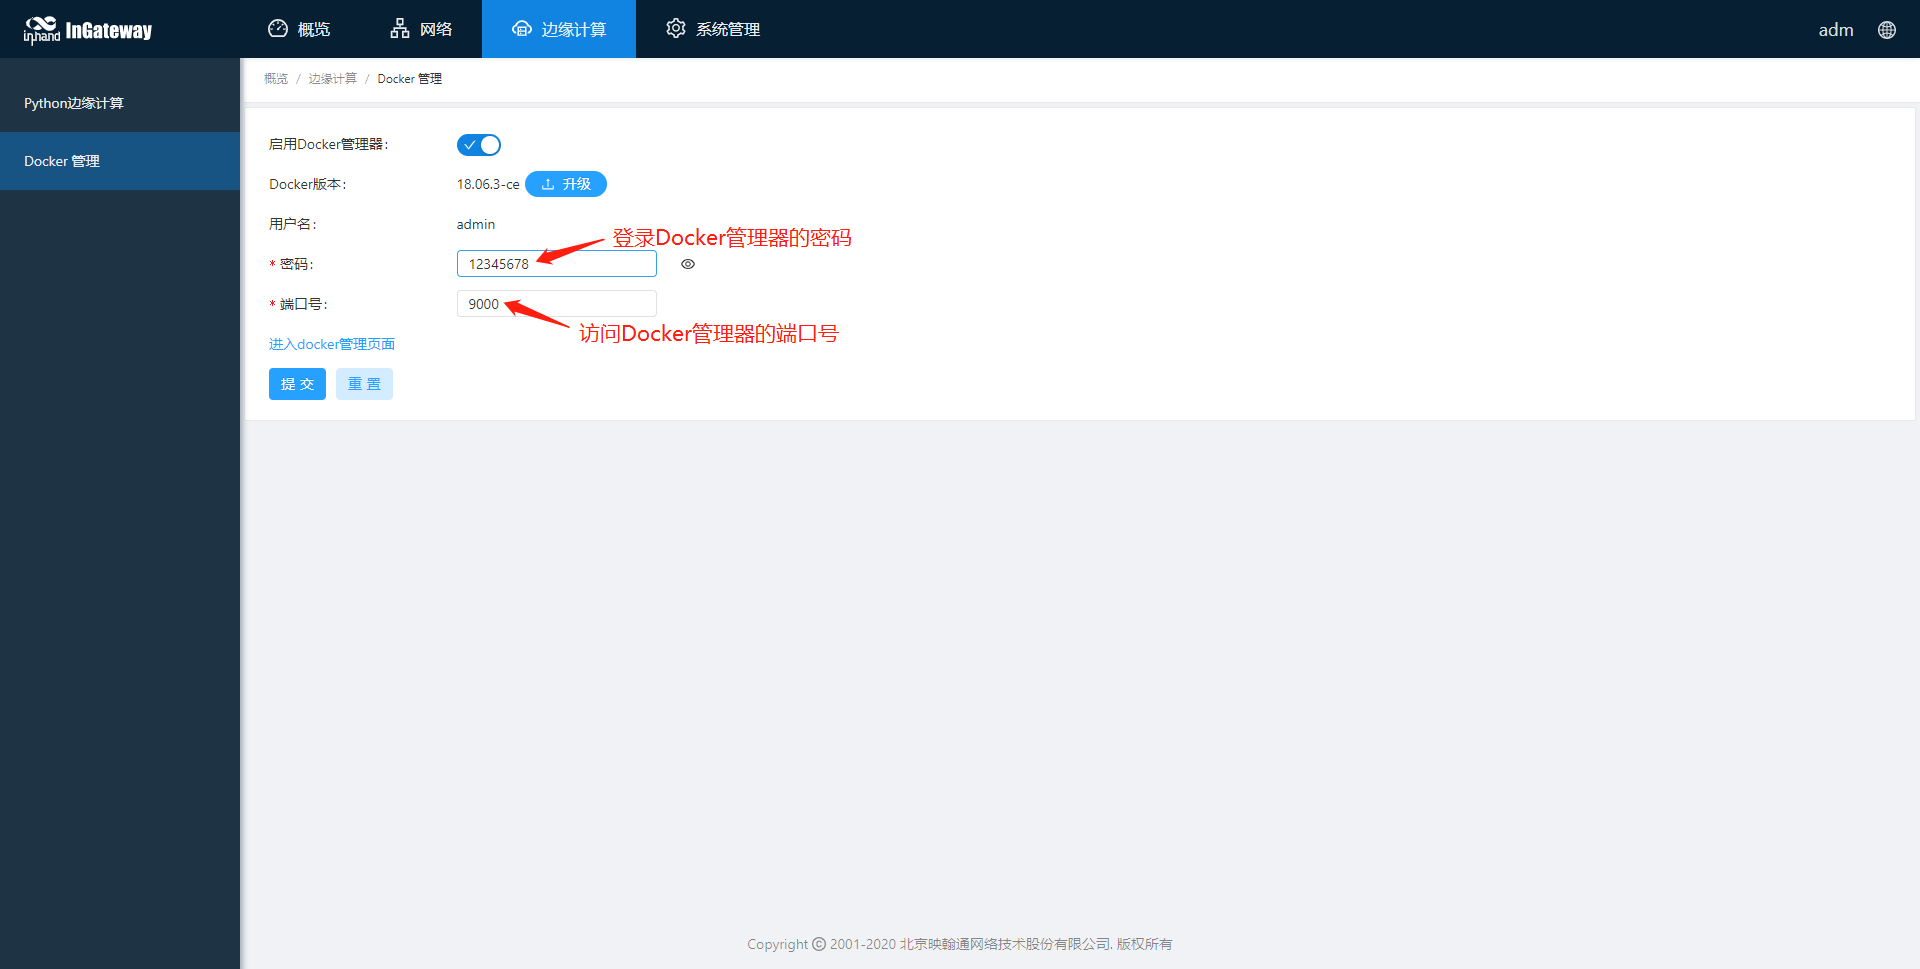 inhand InGateway 概览 网络 边缘计算 系统管理 adm
概览 / 边缘计算 / Docker 管理
Python边缘计算
Docker 管理
启用Docker管理器:
Docker版本: 18.06.3-ce 升级
用户名: admin
登录Docker管理器的密码
* 密码: 12345678
* 端口号: 9000
访问Docker管理器的端口号
进入docker管理页面
提 交 重 置
Copyright © 2001-2020 北京映翰通网络技术股份有限公司. 版权所有